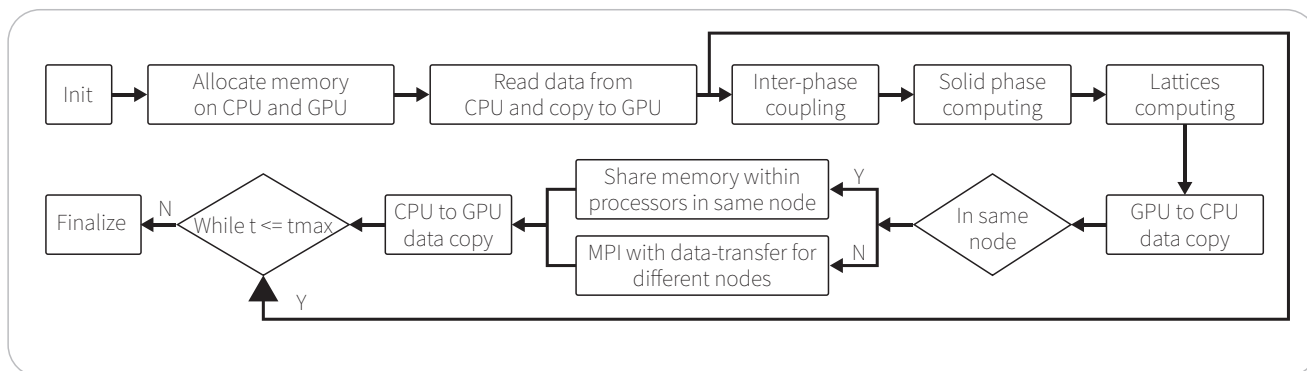 Init
Allocate memory
on CPU and GPU
Read data from
CPU and copy to GPU
Inter-phase
coupling
Solid phase
computing
Lattices
computing
Finalize
N
While t <= tmax
CPU to GPU
data copy
Share memory within
processors in same node
MPI with data-transfer for
different nodes
Y
N
In same
node
GPU to CPU
data copy
Y